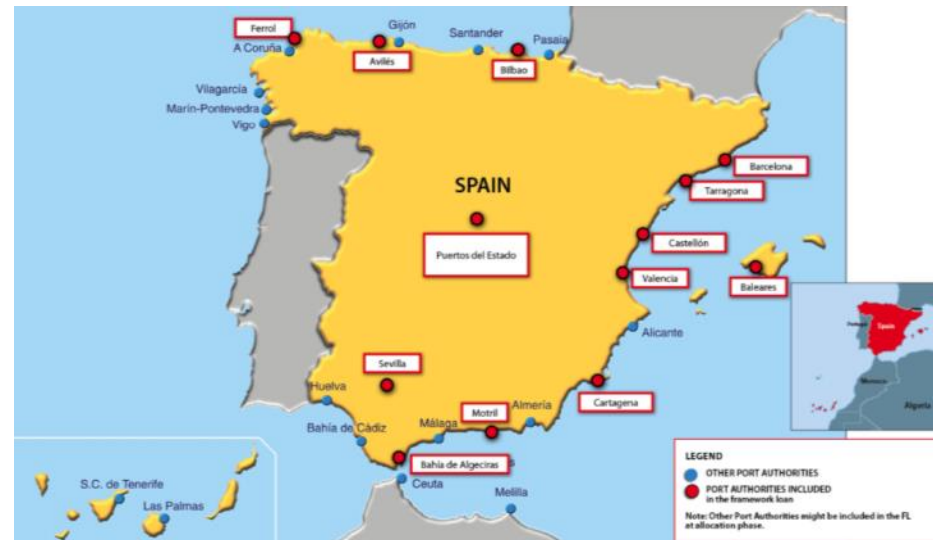 Ferrol
Gijón
Santander
Pasaia
A Coruña
Avilés
Bilbao
Vilagarcía
Marín-Pontevedra
Vigo
Barcelona
SPAIN
Tarragona
Puertos del Estado
Castellón
Valencia
Baleares
Alicante
Portugal
Spain
Sevilla
Huelva
Motril
Almería
Cartagena
Morocco
Algeria
Bahía de Cádiz
Málaga
Bahía de Algeciras
s
Ceuta
Melilla
S.C. de Tenerife
Las Palmas
LEGEND
OTHER PORT AUTHORITIES
PORT AUTHORITIES INCLUDED
in the framework loan
Note: Other Port Authorities might be included in the FL
at allocation phase.